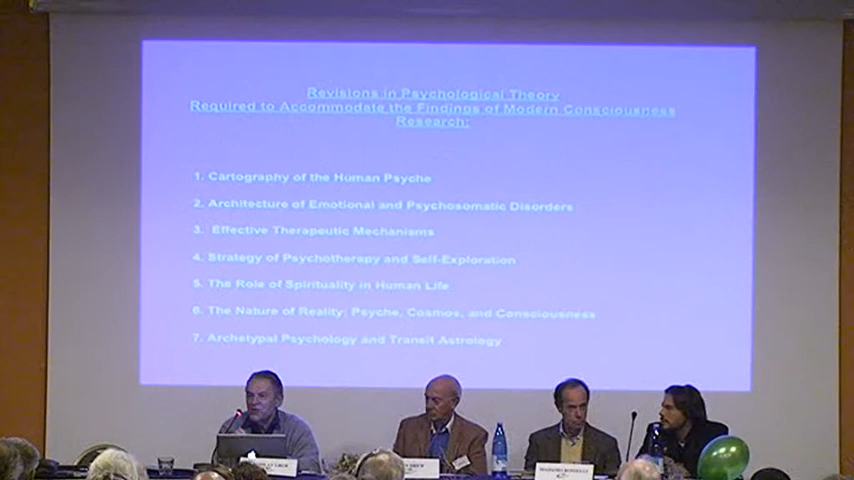 Revisions in Psychological Theory
Required to Accommodate the Findings of Modern Consciousness
Research:
1. Cartography of the Human Psyche
2. Architecture of Emotional and Psychosomatic Disorders
3. Effective Therapeutic Mechanisms
4. Strategy of Psychotherapy and Self-Exploration
5. The Role of Spirituality in Human Life
6. The Nature of Reality: Psyche, Cosmos, and Consciousness
7. Archetypal Psychology and Transit Astrology